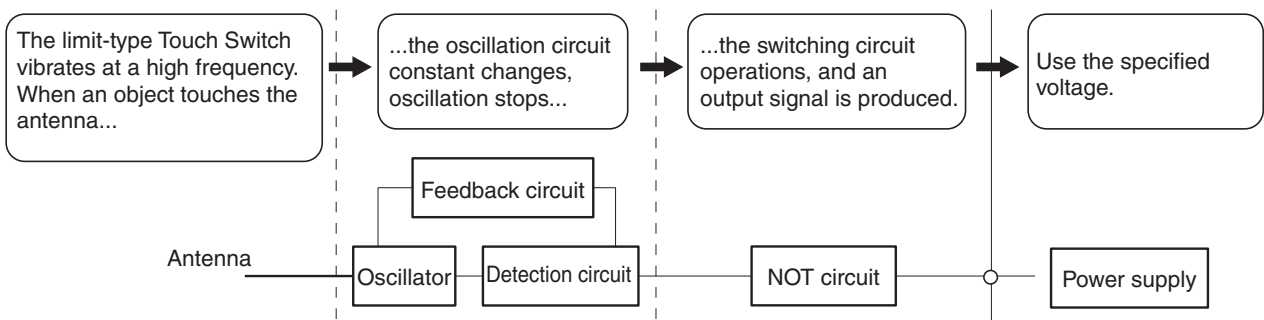 The limit-type Touch Switch
vibrates at a high frequency.
When an object touches the
antenna...
...the oscillation circuit
constant changes,
oscillation stops...
...the switching circuit
operations, and an
output signal is produced.
Use the specified
voltage.
Feedback circuit
Antenna
Oscillator
Detection circuit
NOT circuit
Power supply